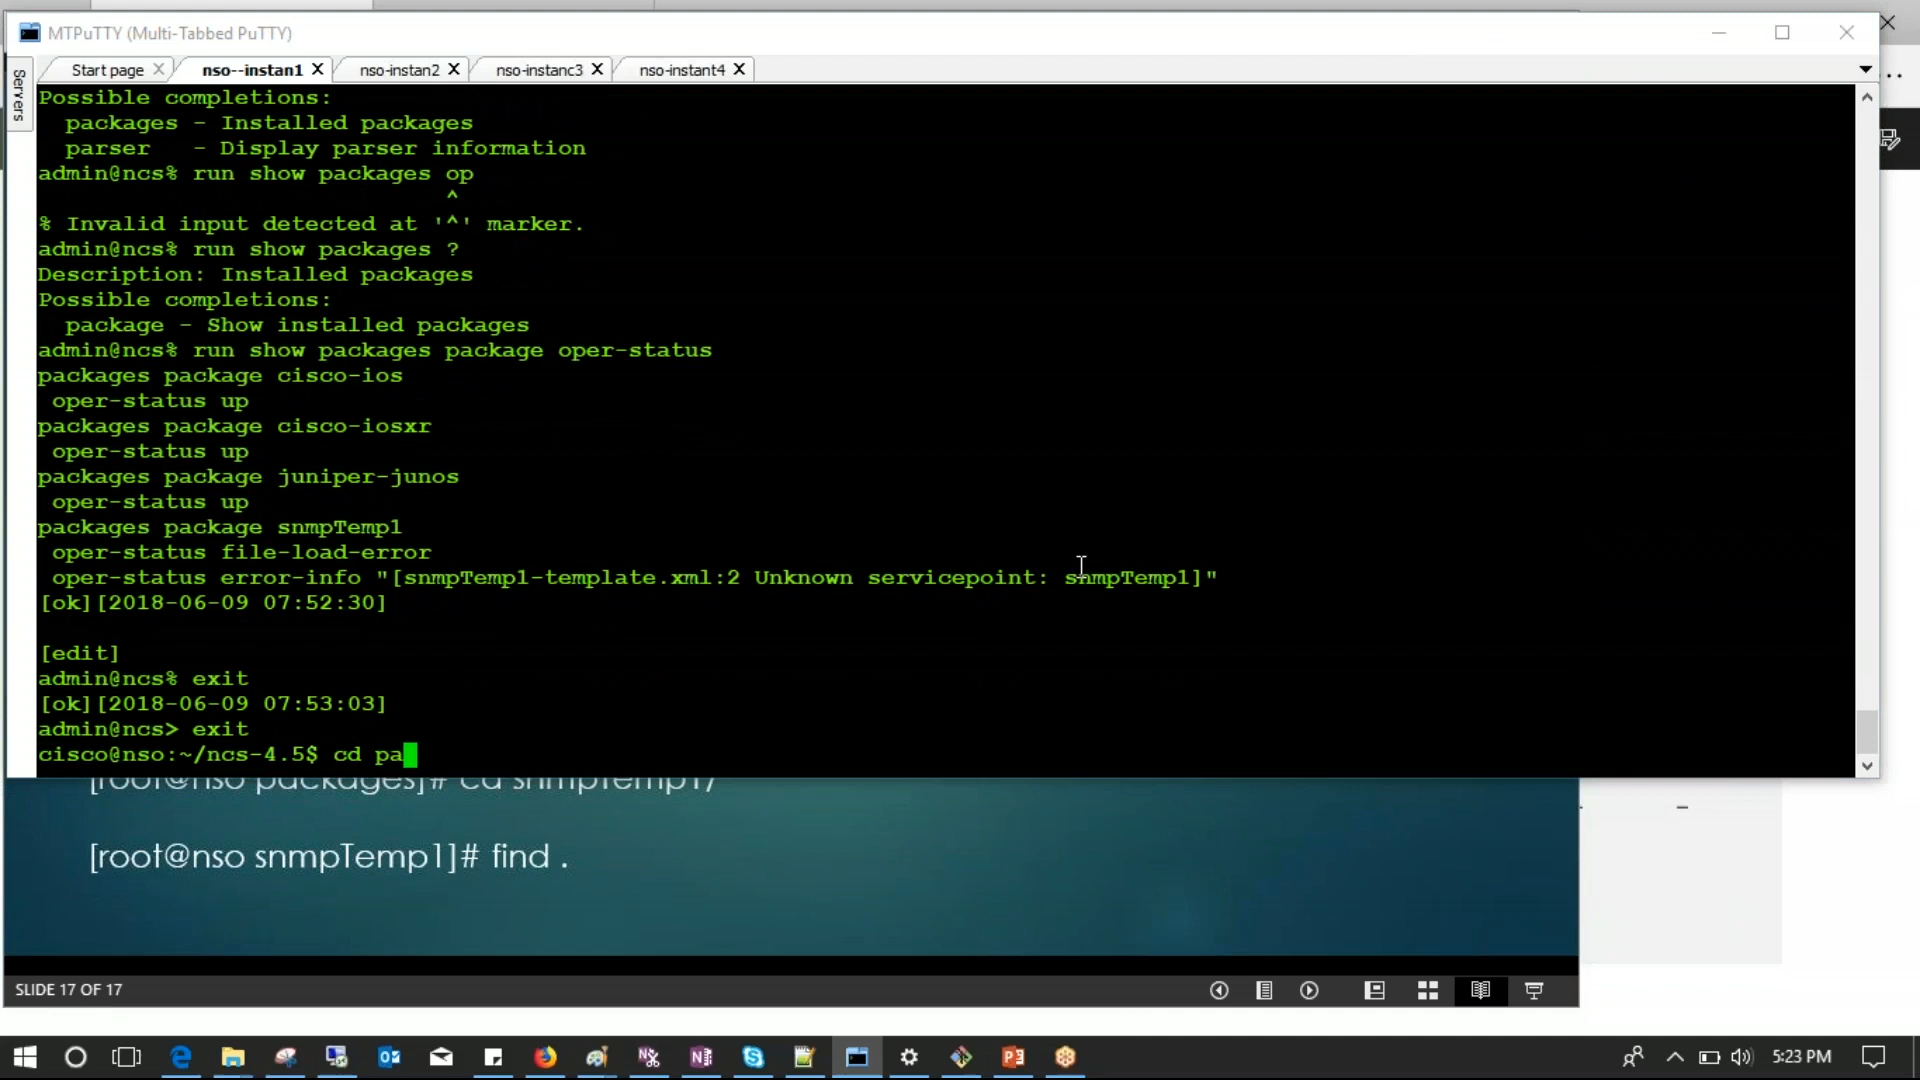 MTPuTTY (Multi-Tabbed PuTTY)
Servers
Start page
nso--instan1
nso-instan2
nso-instanc3
nso-instant4
Possible completions:
packages - Installed packages
parser - Display parser information
admin@ncs% run show packages op
^
% Invalid input detected at '^' marker.
admin@ncs% run show packages ?
Description: Installed packages
Possible completions:
package - Show installed packages
admin@ncs% run show packages package oper-status
packages package cisco-ios
oper-status up
packages package cisco-iosxr
oper-status up
packages package juniper-junos
oper-status up
packages package snmpTemp1
oper-status file-load-error
oper-status error-info "[snmpTemp1-template.xml:2 Unknown servicepoint: snmpTemp1]"
[ok][2018-06-09 07:52:30]
[edit]
admin@ncs% exit
[ok][2018-06-09 07:53:03]
admin@ncs> exit
cisco@nso:~/ncs-4.5$ cd pa
[root@nso packages]# cd snmpTemp1/
[root@nso snmpTemp1]# find .
SLIDE 17 OF 17
5:23 PM